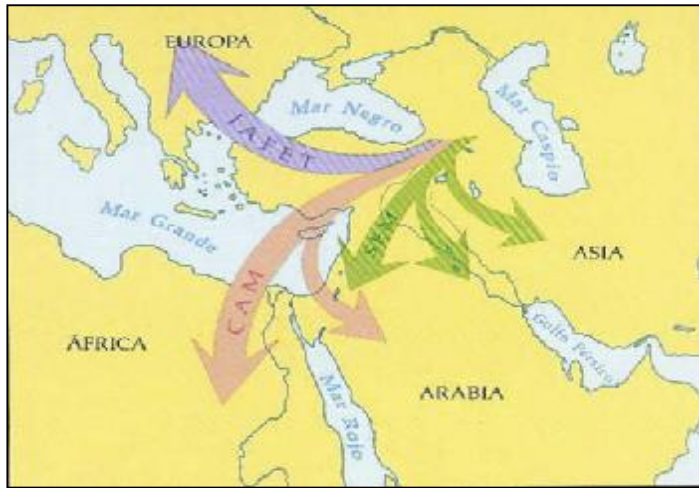 EUROPA
Mar Negro
Mar Caspio
JAFET
Mar Grande
SEM
ASIA
CAM
ÁFRICA
Golfo Pérsico
Mar Rojo
ARABIA